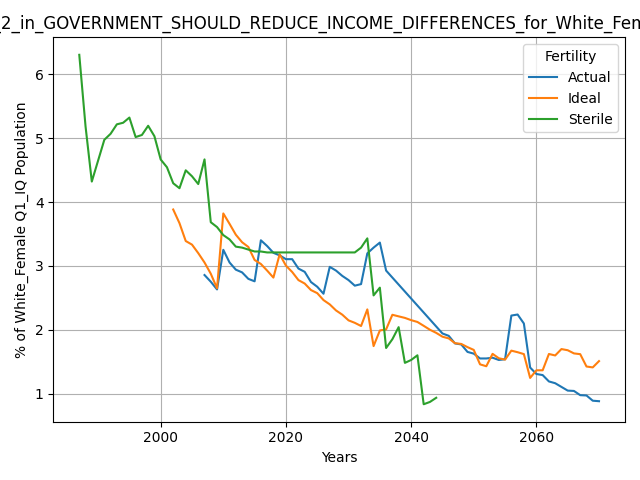 _2_in_GOVERNMENT_SHOULD_REDUCE_INCOME_DIFFERENCES_for_White_Fem
Fertility
Actual
Ideal
Sterile
% of White_Female Q1_IQ Population
6
5
4
3
2
1
2000 2020 2040 2060
Years